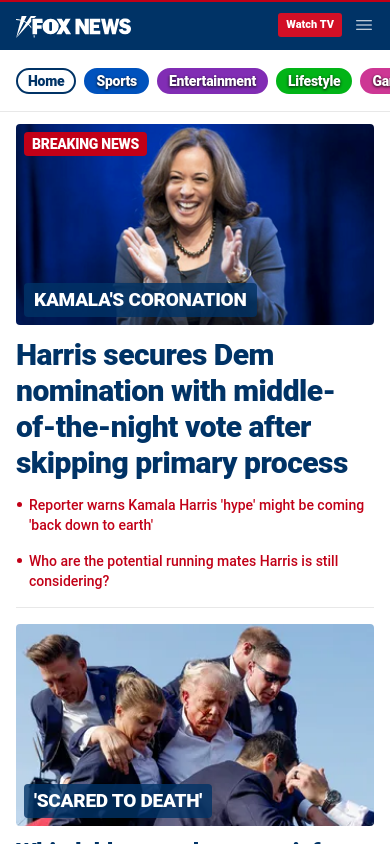 FOX NEWS
Watch TV
Home
Sports
Entertainment
Lifestyle
BREAKING NEWS
KAMALA'S CORONATION
Harris secures Dem
nomination with middle-
of-the-night vote after
skipping primary process
• Reporter warns Kamala Harris 'hype' might be coming
'back down to earth'
• Who are the potential running mates Harris is still
considering?
'SCARED TO DEATH'